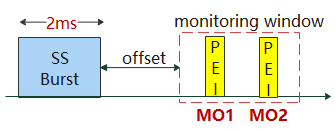 2ms
monitoring window
SS
Burst
offset
PEI
PEI
MO1
MO2